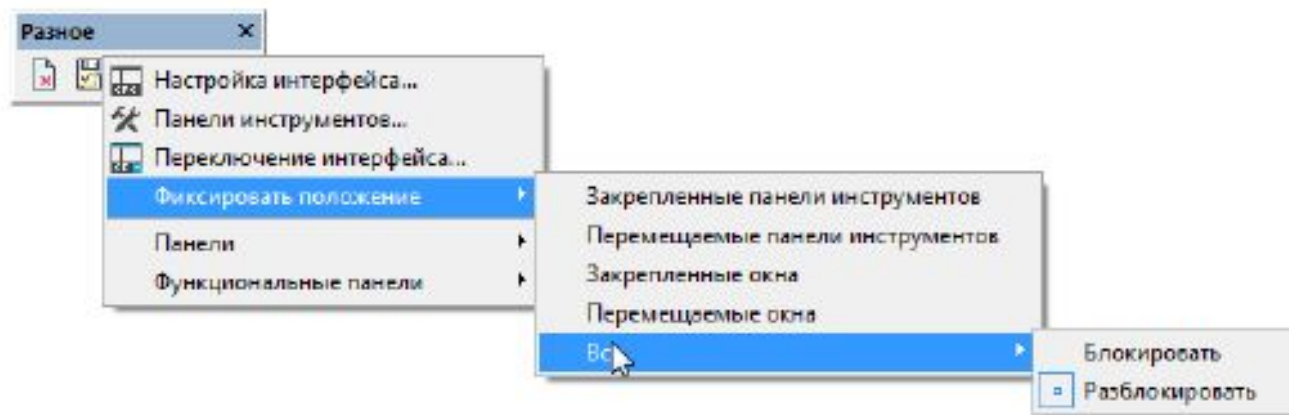 Разное
Настройка интерфейса...
Панели инструментов...
Переключение интерфейса...
Фиксировать положение
Закрепленные панели инструментов
Панели
Перемещаемые панели инструментов
Функциональные панели
Закрепленные окна
Перемещаемые окна
Блокировать
Разблокировать